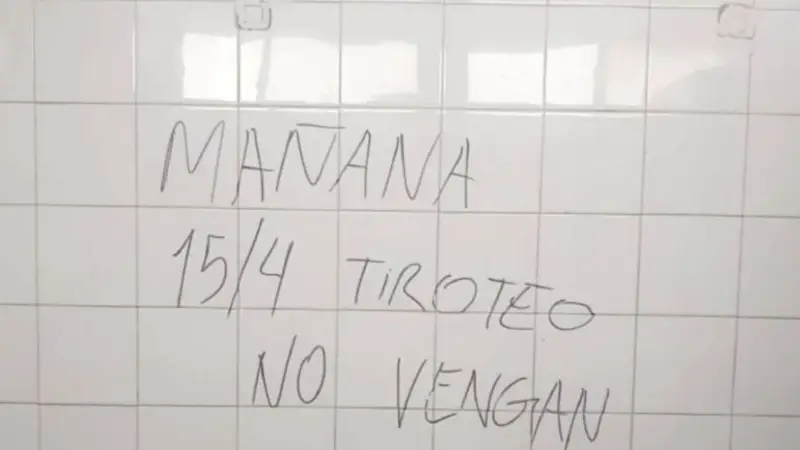 MAÑANA
15/4 TIROTEO
NO VENGAN